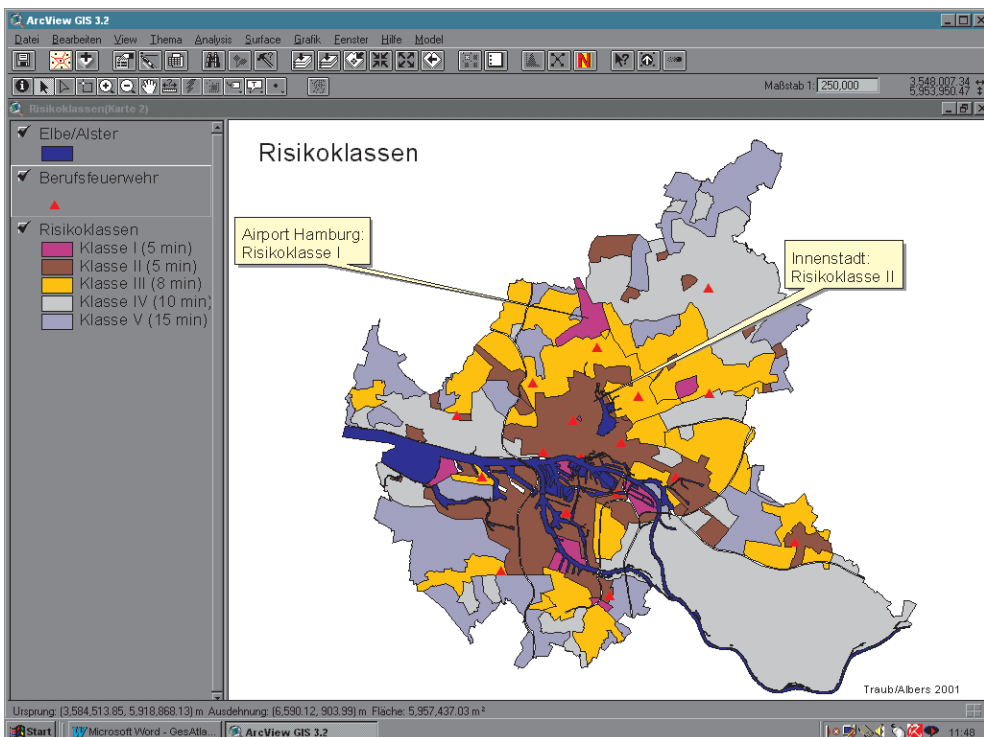 ArcView GIS 3.2
Datei Bearbeiten View Thema Analysis Surface Grafik Fenster Hilfe Model
Maßstab 1: 250,000
3,548,007.34
5,953,950.47
Risikoklassen(Karte 2)
Elbe/Alster
Berufsfeuerwehr
Risikoklassen
Klasse I (5 min)
Klasse II (5 min)
Klasse III (8 min)
Klasse IV (10 min)
Klasse V (15 min)
Risikoklassen
Airport Hamburg:
Risikoklasse I
Innenstadt:
Risikoklasse II
Traub/Albers 2001
Ursprung: (3,584,513.85, 5,918,868.13) m Ausdehnung: (6,590.12, 903.99) m Fläche: 5,957,437.03 m²
Start
Microsoft Word - GesAtla...
ArcView GIS 3.2
11:48